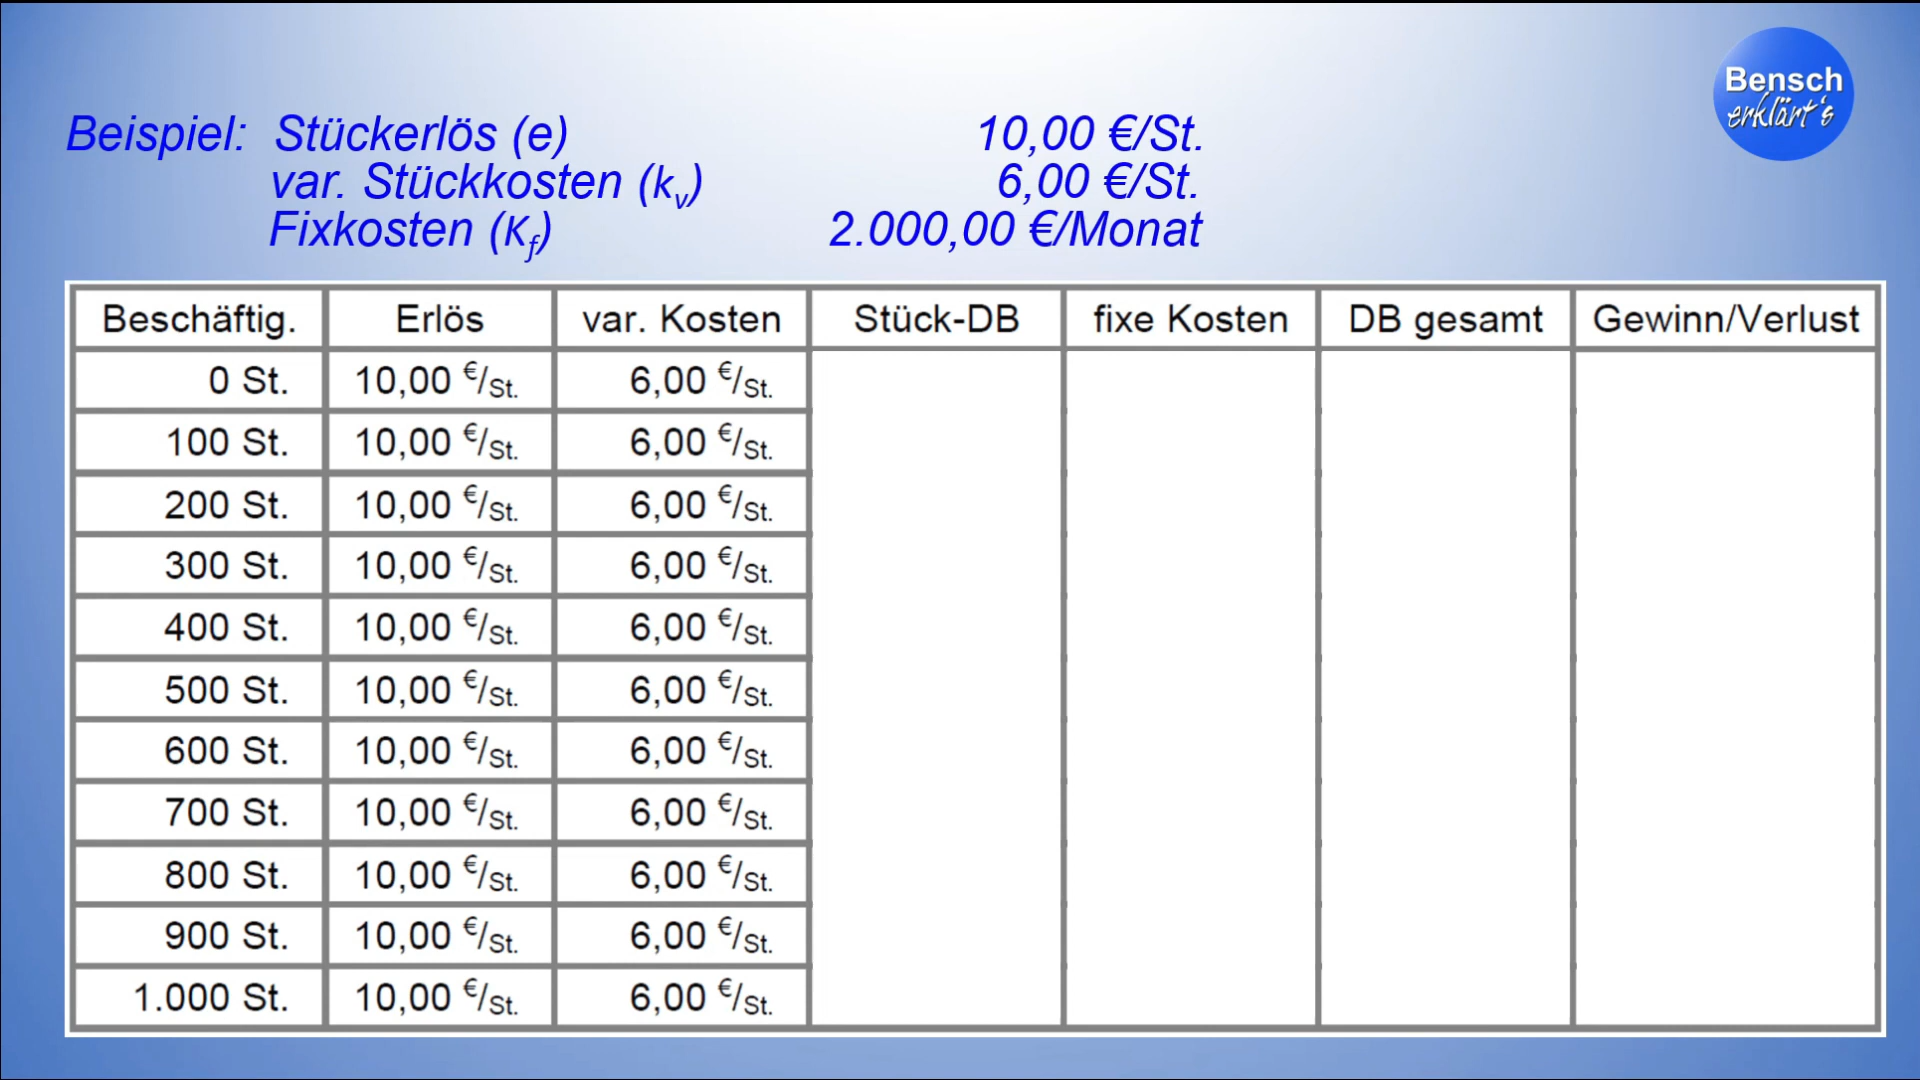 Bensch
erklärt's
Beispiel: Stückerlös (e) 10,00 €/St.
var. Stückkosten (kv) 6,00 €/St.
Fixkosten (Kf) 2.000,00 €/Monat
Beschäftig. Erlös var. Kosten Stück-DB fixe Kosten DB gesamt Gewinn/Verlust
0 St. 10,00 €/St. 6,00 €/St.
100 St. 10,00 €/St. 6,00 €/St.
200 St. 10,00 €/St. 6,00 €/St.
300 St. 10,00 €/St. 6,00 €/St.
400 St. 10,00 €/St. 6,00 €/St.
500 St. 10,00 €/St. 6,00 €/St.
600 St. 10,00 €/St. 6,00 €/St.
700 St. 10,00 €/St. 6,00 €/St.
800 St. 10,00 €/St. 6,00 €/St.
900 St. 10,00 €/St. 6,00 €/St.
1.000 St. 10,00 €/St. 6,00 €/St.